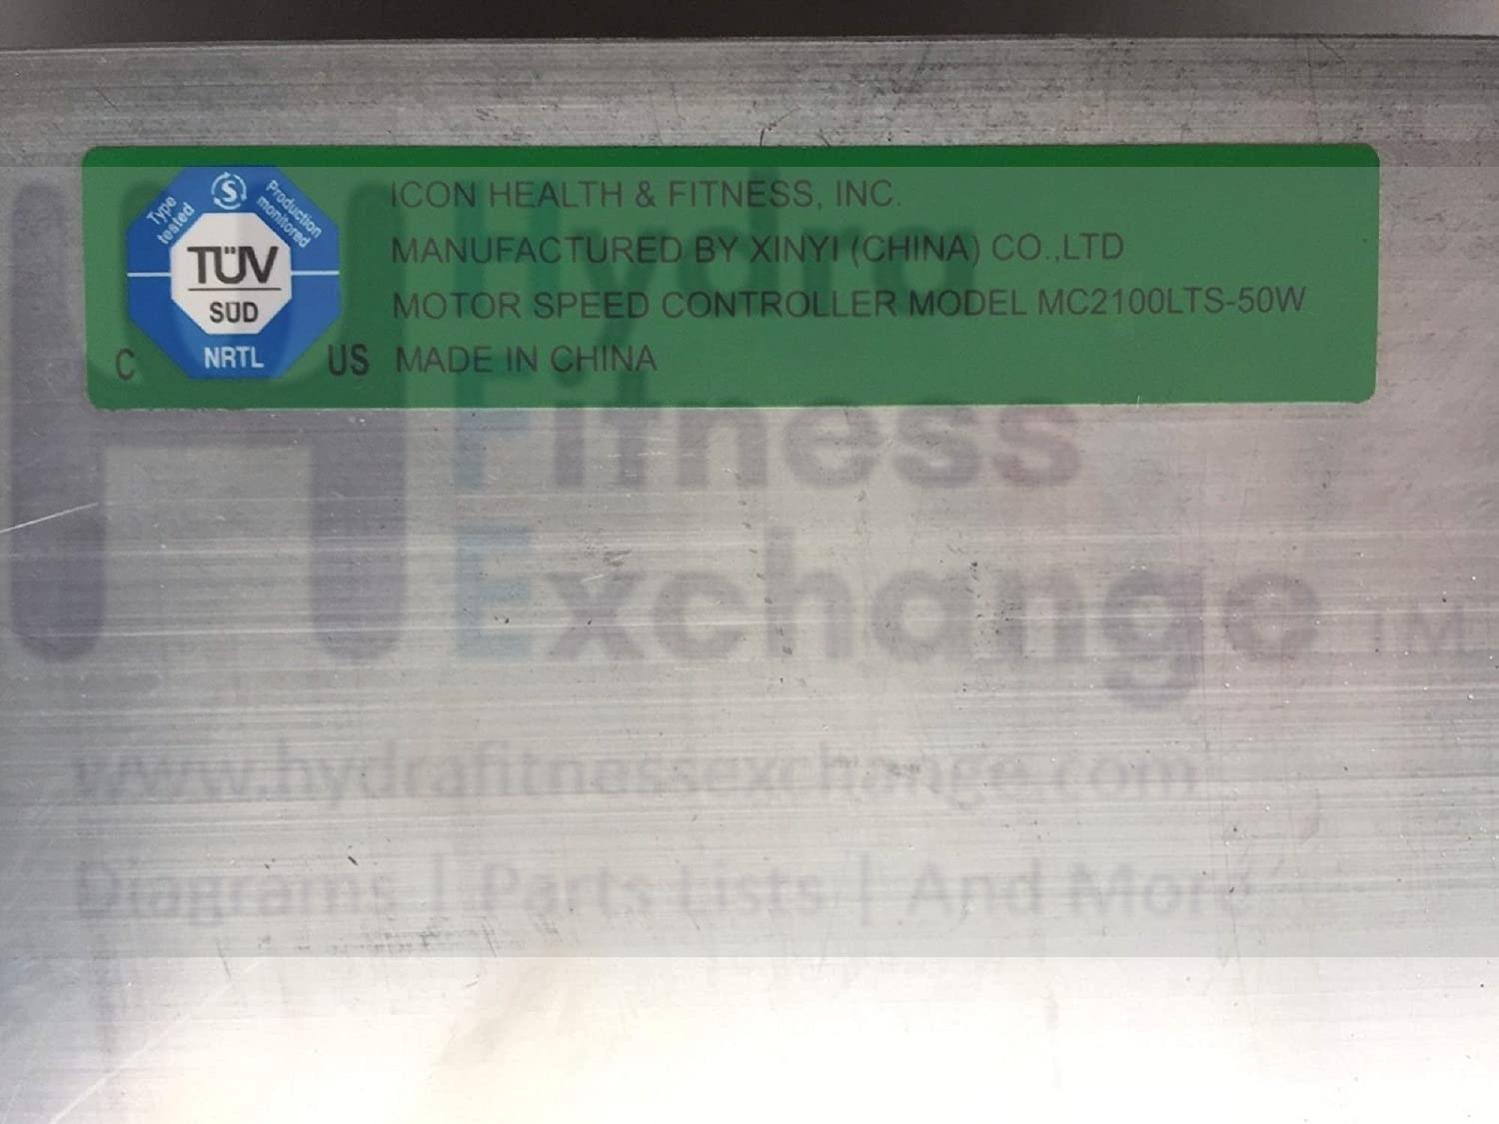 Type tested
Production monitored
TÜV
SÜD
C NRTL US
ICON HEALTH & FITNESS, INC.
MANUFACTURED BY XINYI (CHINA) CO.,LTD
MOTOR SPEED CONTROLLER MODEL MC2100LTS-50W
MADE IN CHINA
Hydra
Fitness
Exchange TM
www.hydrafitnessexchange.com
Diagrams | Parts Lists | And More